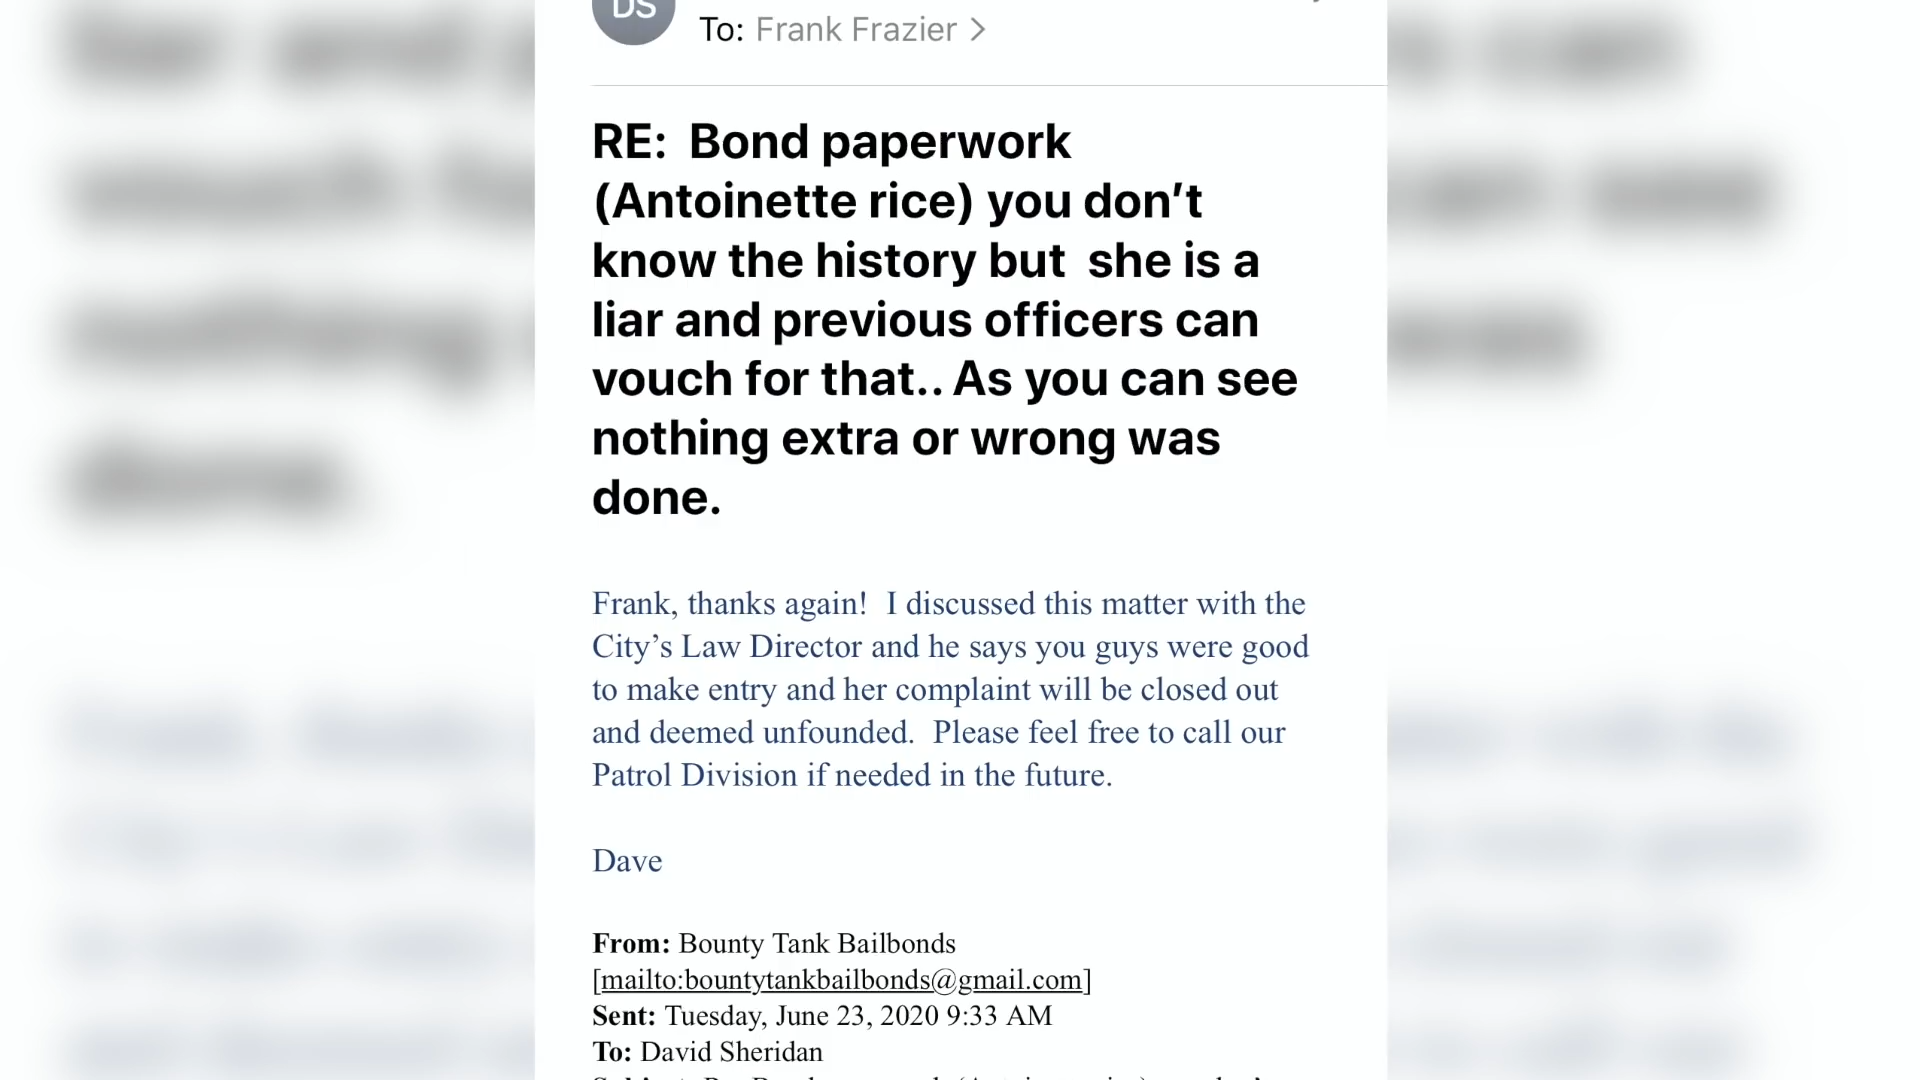 DS
To: Frank Frazier >
RE:  Bond paperwork
(Antoinette rice) you don’t
know the history but  she is a
liar and previous officers can
vouch for that.. As you can see
nothing extra or wrong was
done.
Frank, thanks again!  I discussed this matter with the
City’s Law Director and he says you guys were good
to make entry and her complaint will be closed out
and deemed unfounded.  Please feel free to call our
Patrol Division if needed in the future.
Dave
From: Bounty Tank Bailbonds
[mailto:bountytankbailbonds@gmail.com]
Sent: Tuesday, June 23, 2020 9:33 AM
To: David Sheridan